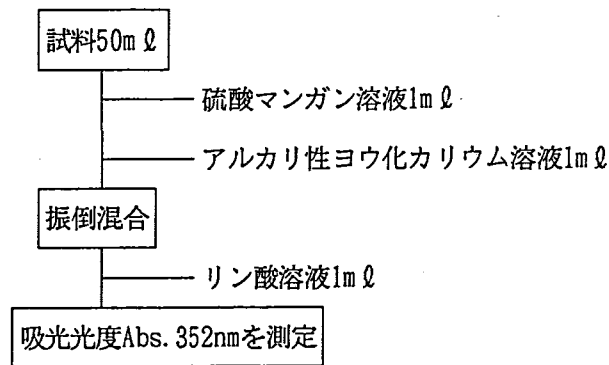 試料50mℓ
硫酸マンガン溶液1mℓ
アルカリ性ヨウ化カリウム溶液1mℓ
振倒混合
リン酸溶液1mℓ
吸光光度Abs.352nmを測定